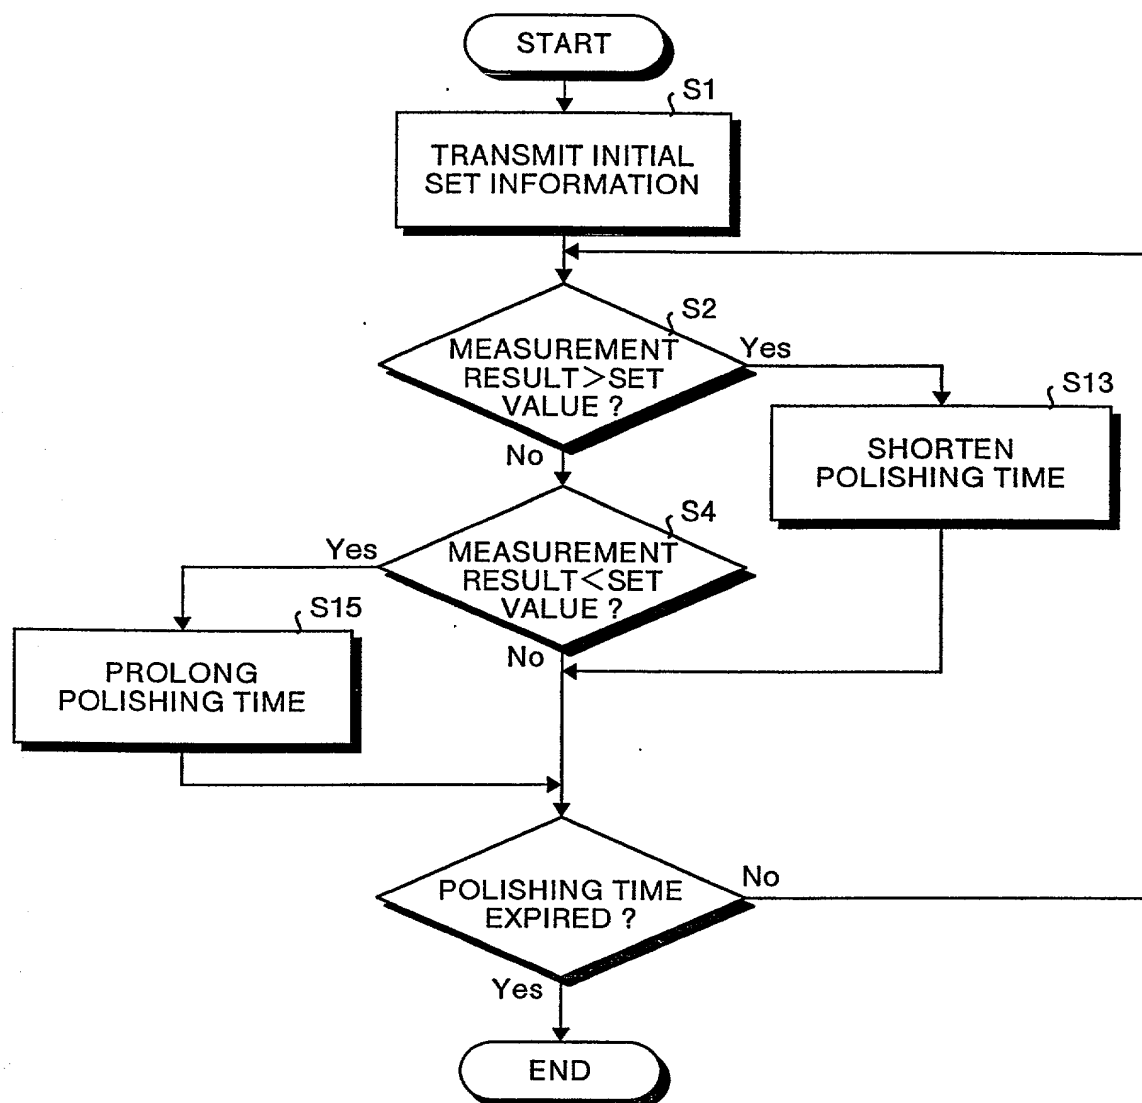 START
S1
TRANSMIT INITIAL
SET INFORMATION
S2
MEASUREMENT
RESULT>SET
VALUE ?
Yes
No
S13
SHORTEN
POLISHING TIME
S4
MEASUREMENT
RESULT<SET
VALUE ?
Yes
No
S15
PROLONG
POLISHING TIME
POLISHING TIME
EXPIRED ?
No
Yes
END